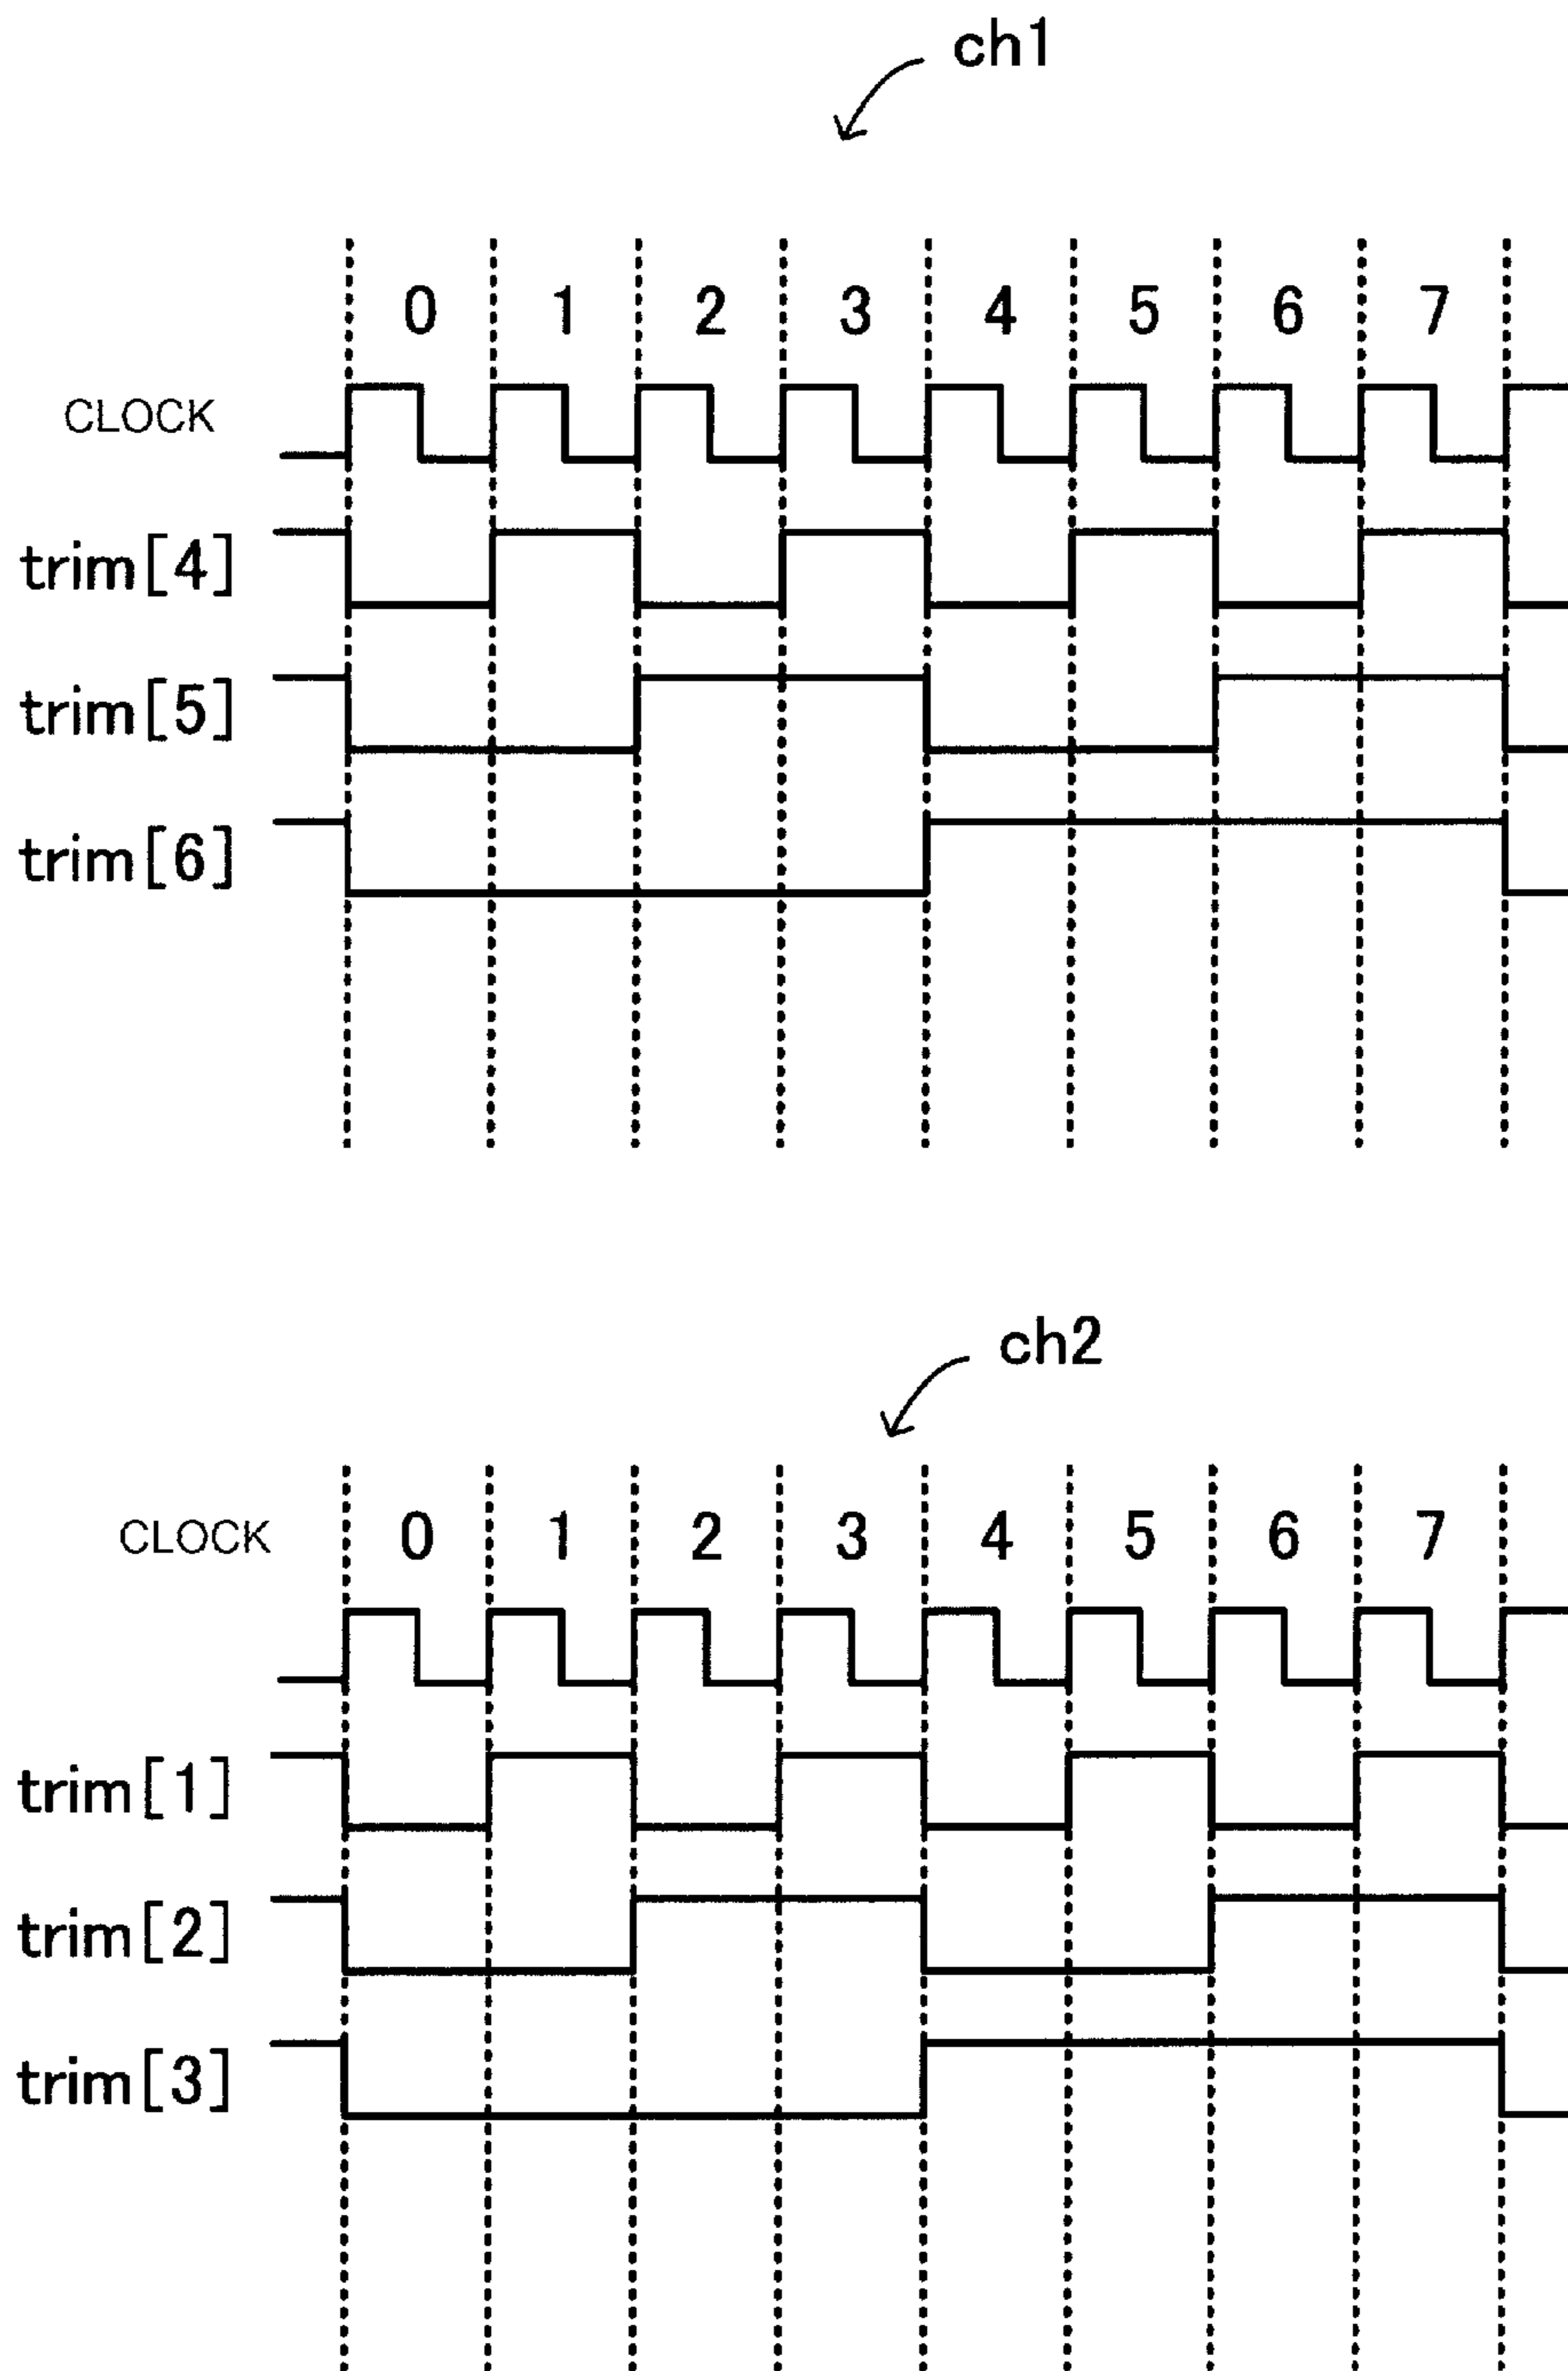 ch1
0 1 2 3 4 5 6 7
CLOCK
trim[4]
trim[5]
trim[6]
ch2
CLOCK 0 1 2 3 4 5 6 7
trim[1]
trim[2]
trim[3]